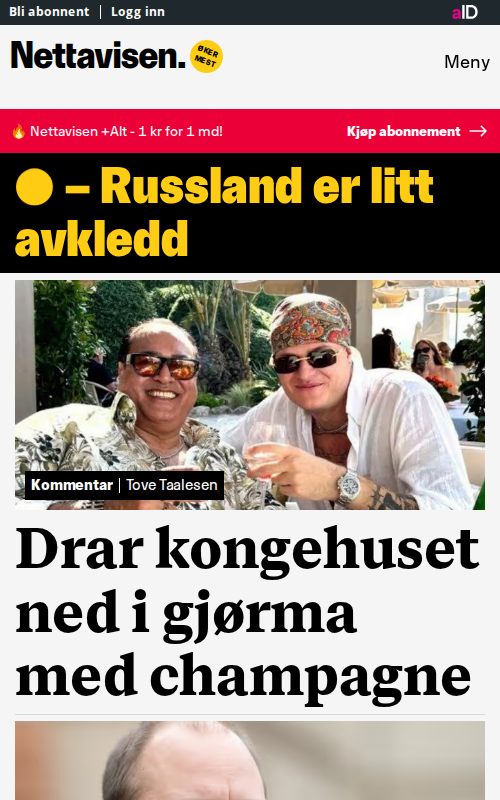 Bli abonnent | Logg inn
aID
Nettavisen.
ØKER
MEST
Meny
Nettavisen +Alt - 1 kr for 1 md!
Kjøp abonnement →
– Russland er litt
avkledd
Kommentar | Tove Taalesen
Drar kongehuset
ned i gjørma
med champagne